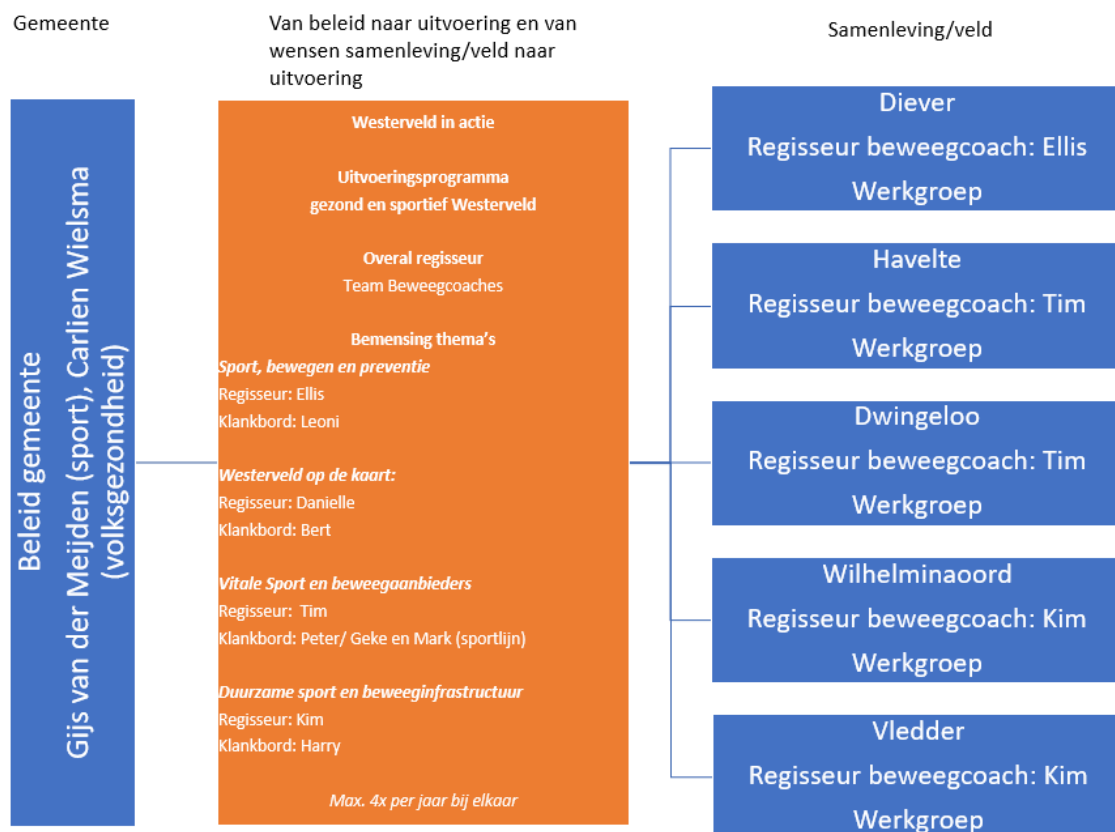 Gemeente
Van beleid naar uitvoering en van
wensen samenleving/veld naar
uitvoering
Samenleving/veld
Beleid gemeente
Gijs van der Meijden (sport), Carlien Wielsma
(volksgezondheid)
Westerveld in actie
Uitvoeringsprogramma
gezond en sportief Westerveld
Overal regisseur
Team Beweegcoaches
Bemensing thema’s
Sport, bewegen en preventie
Regisseur: Ellis
Klankbord: Leoni
Westerveld op de kaart:
Regisseur: Danielle
Klankbord: Bert
Vitale Sport en beweegaanbieders
Regisseur:  Tim
Klankbord: Peter/ Geke en Mark (sportlijn)
Duurzame sport en beweeginfrastructuur
Regisseur: Kim
Klankbord: Harry
Max. 4x per jaar bij elkaar
Diever
Regisseur beweegcoach: Ellis
Werkgroep
Havelte
Regisseur beweegcoach: Tim
Werkgroep
Dwingeloo
Regisseur beweegcoach: Tim
Werkgroep
Wilhelminaoord
Regisseur beweegcoach: Kim
Werkgroep
Vledder
Regisseur beweegcoach: Kim
Werkgroep